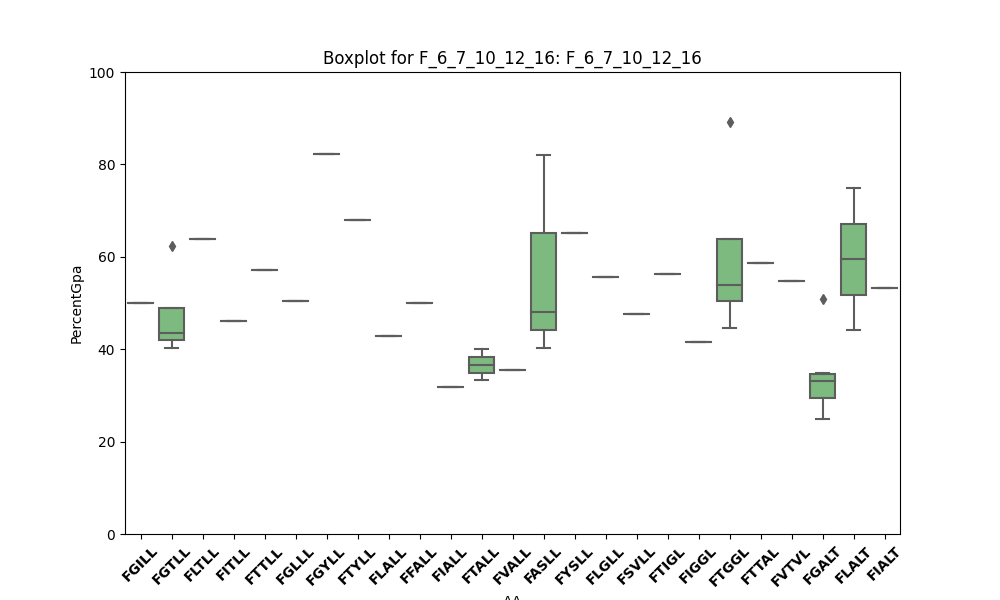 Boxplot for F_6_7_10_12_16: F_6_7_10_12_16
100
80
60
40
20
0
PercentGpa
FGILL FGTLL FLTLL FITLL FTTLL FGLLL FGYLL FTYLL FLALL FFALL FIALL FTALL FVALL FASLL FYSLL FLGLL FSVLL FTIGL FIGGL FTGGL FTTAL FVTVL FGALT FLALT FIALT
AA